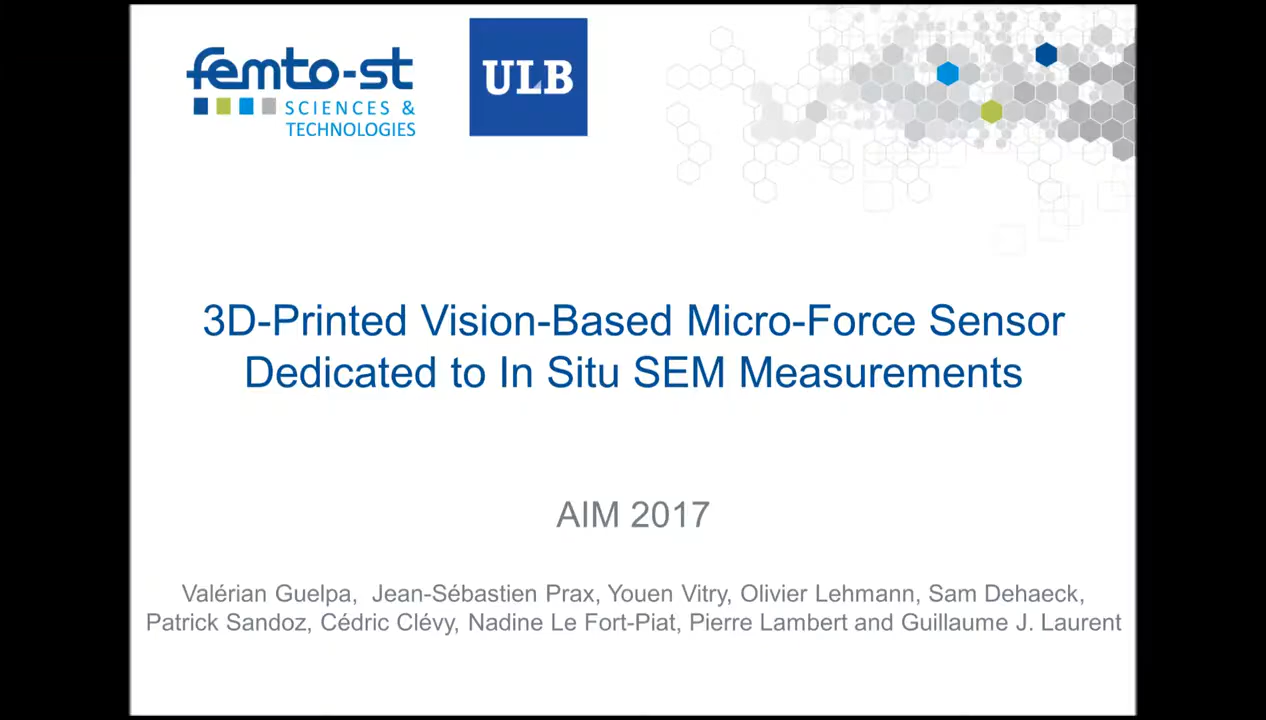 femto-st
SCIENCES &
TECHNOLOGIES
ULB
3D-Printed Vision-Based Micro-Force Sensor
Dedicated to In Situ SEM Measurements
AIM 2017
Valérian Guelpa, Jean-Sébastien Prax, Youen Vitry, Olivier Lehmann, Sam Dehaeck,
Patrick Sandoz, Cédric Clévy, Nadine Le Fort-Piat, Pierre Lambert and Guillaume J. Laurent